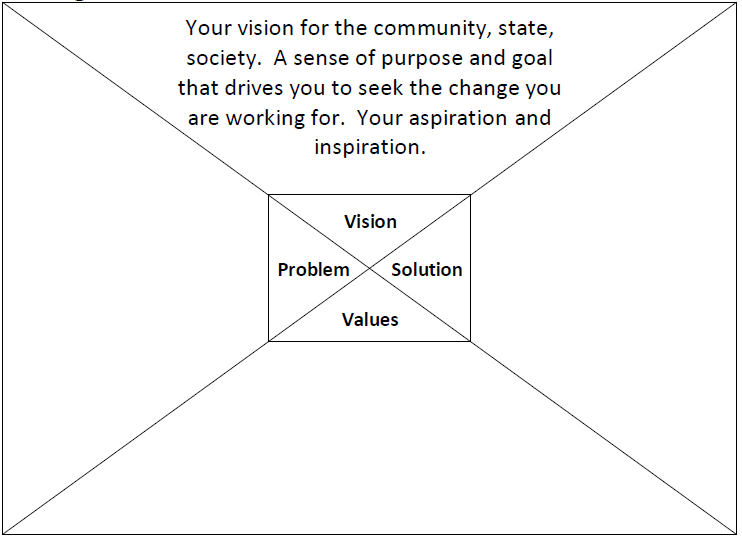 Your vision for the community, state,
society.  A sense of purpose and goal
that drives you to seek the change you
are working for.  Your aspiration and
inspiration.
Vision
Problem Solution
Values